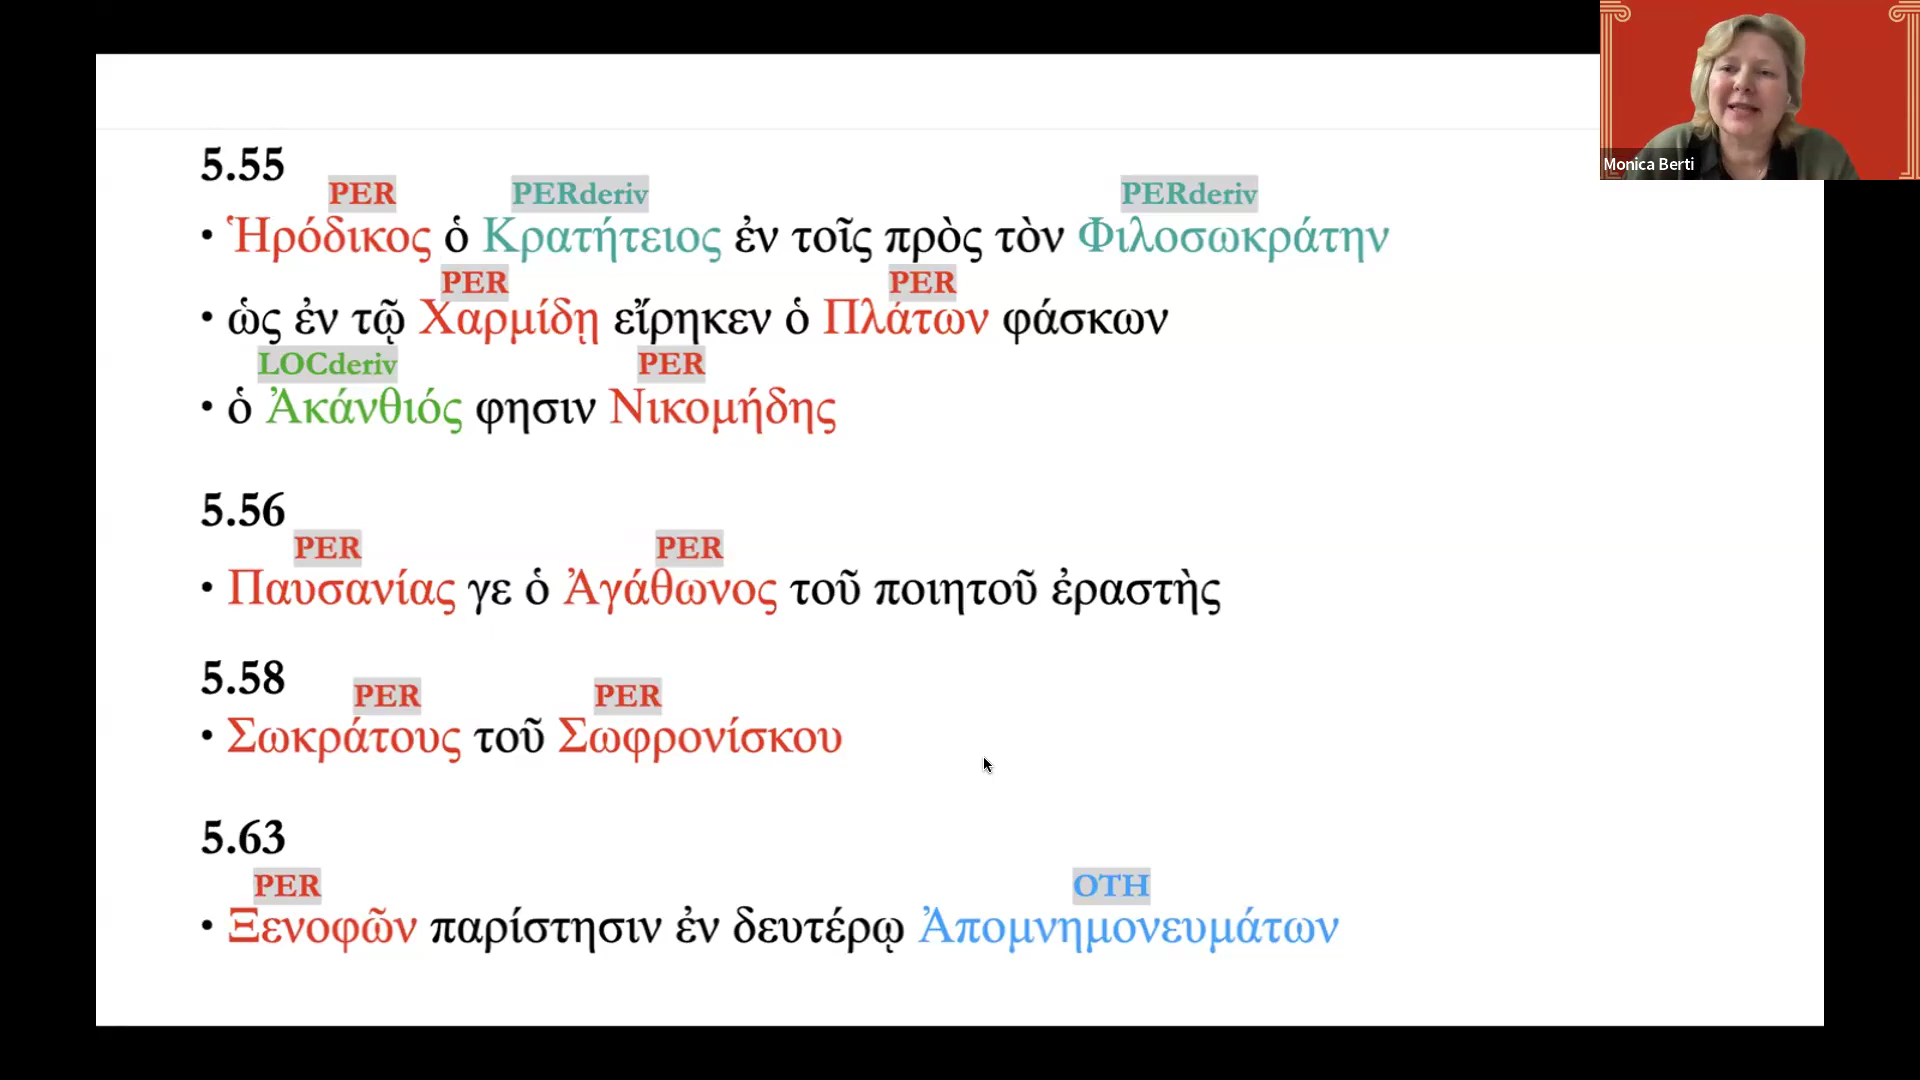 Monica Berti
5.55
PER PERderiv PERderiv
• Ἡρόδικος ὁ Κρατήτειος ἐν τοῖς πρὸς τὸν Φιλοσωκράτην
PER PER
• ὡς ἐν τῷ Χαρμίδῃ εἴρηκεν ὁ Πλάτων φάσκων
LOCderiv PER
• ὁ Ἀκάνθιός φησιν Νικομήδης
5.56
PER PER
• Παυσανίας γε ὁ Ἀγάθωνος τοῦ ποιητοῦ ἐραστὴς
5.58
PER PER
• Σωκράτους τοῦ Σωφρονίσκου
5.63
PER OTH
• Ξενοφῶν παρίστησιν ἐν δευτέρῳ Ἀπομνημονευμάτων